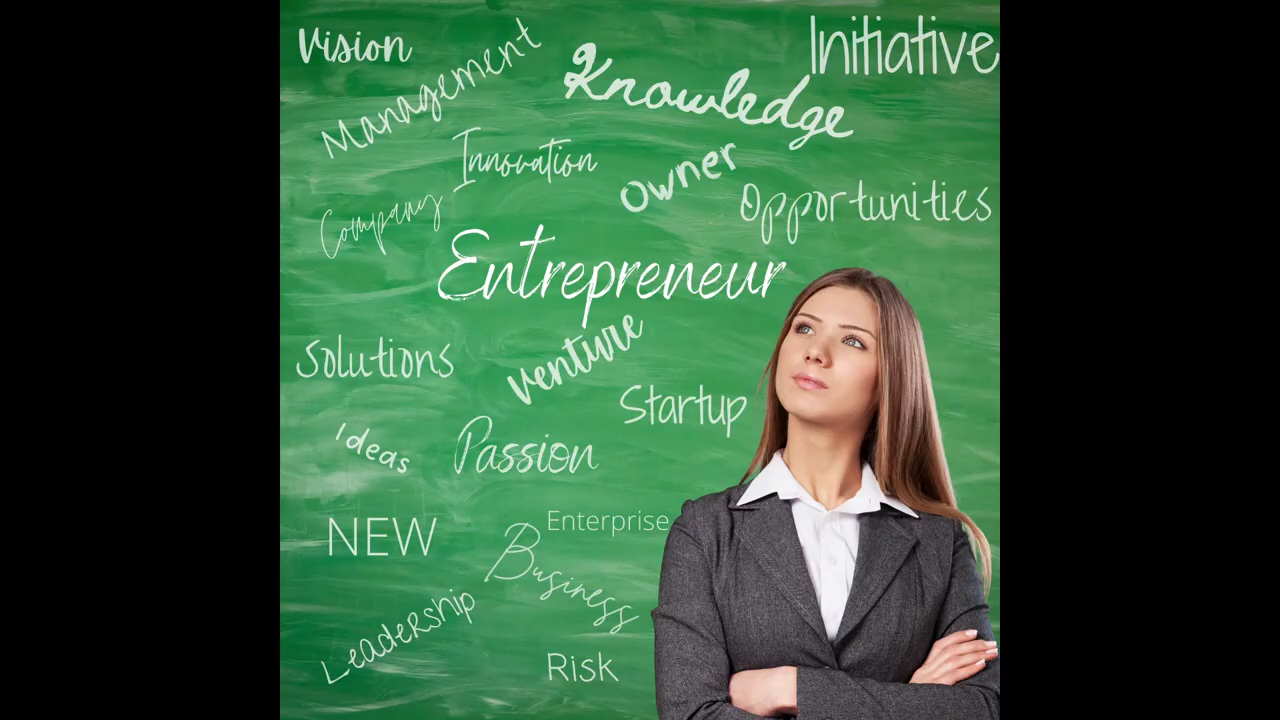 Vision
Initiative
Management
Knowledge
Innovation
Owner
Opportunities
Company
Entrepreneur
venture
Solutions
Startup
Ideas
Passion
NEW
Enterprise
Business
Leadership
Risk